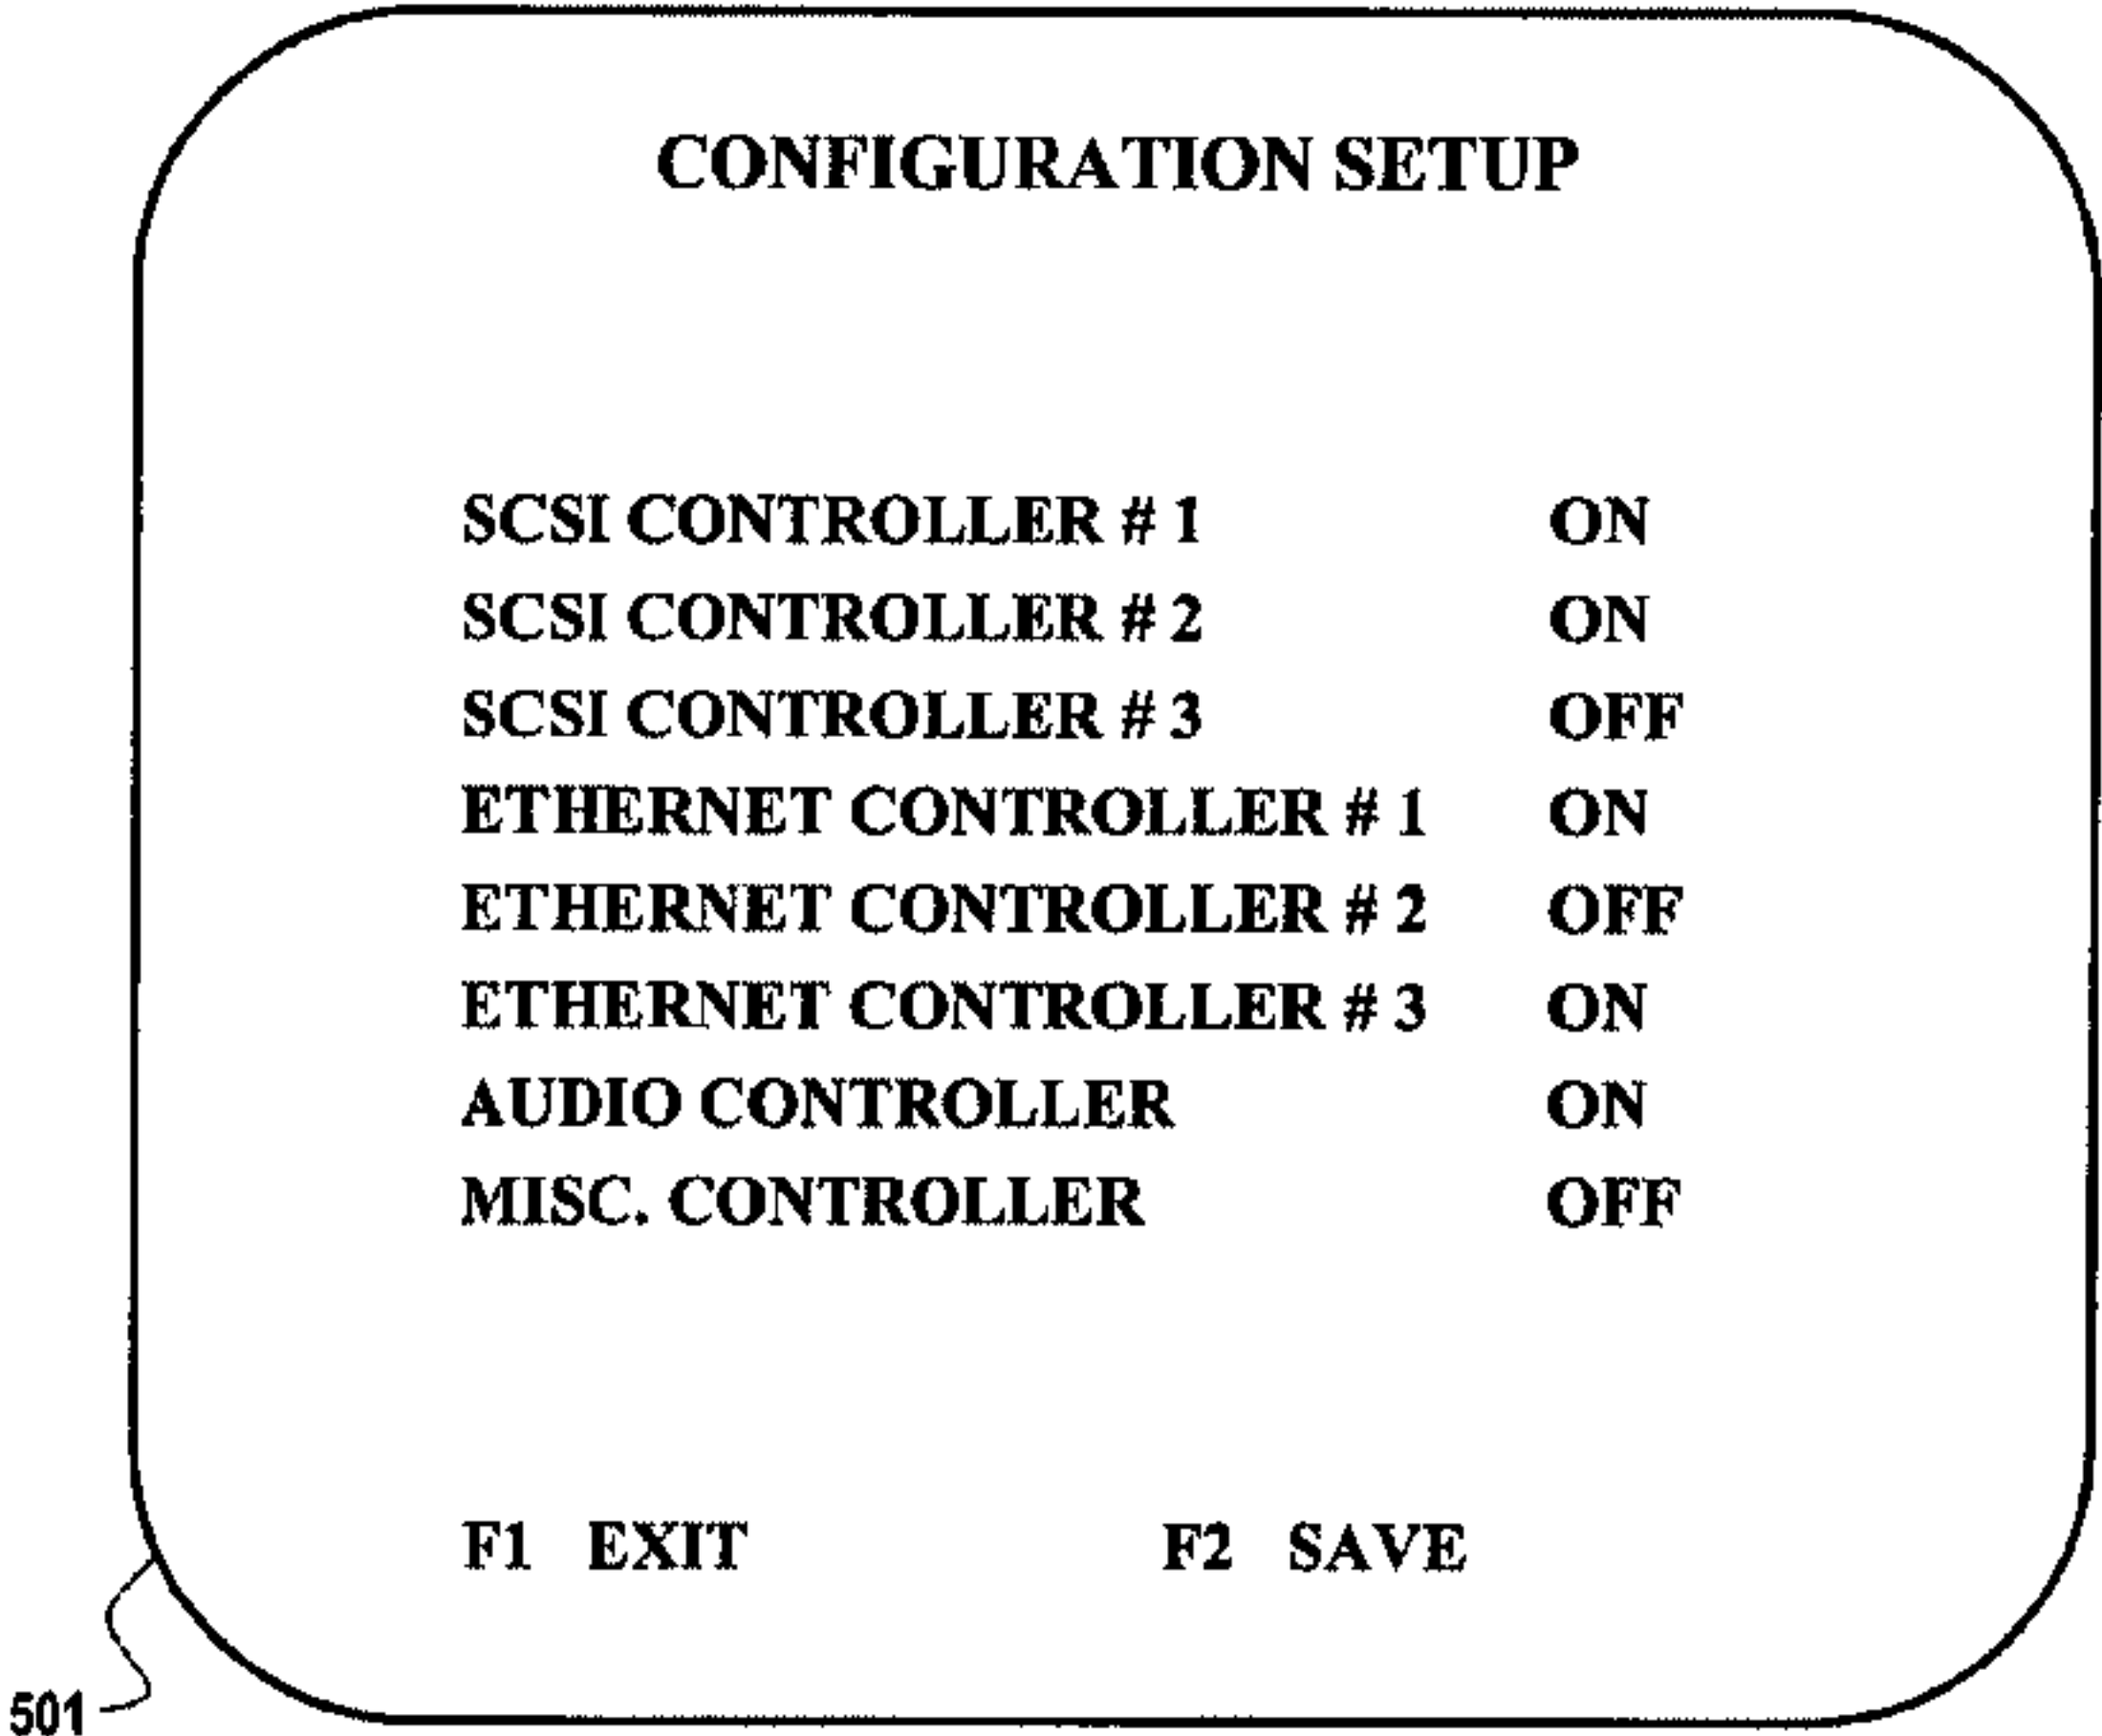 CONFIGURATION SETUP
SCSI CONTROLLER # 1 ON
SCSI CONTROLLER # 2 ON
SCSI CONTROLLER # 3 OFF
ETHERNET CONTROLLER # 1 ON
ETHERNET CONTROLLER # 2 OFF
ETHERNET CONTROLLER # 3 ON
AUDIO CONTROLLER ON
MISC. CONTROLLER OFF
F1 EXIT F2 SAVE
501